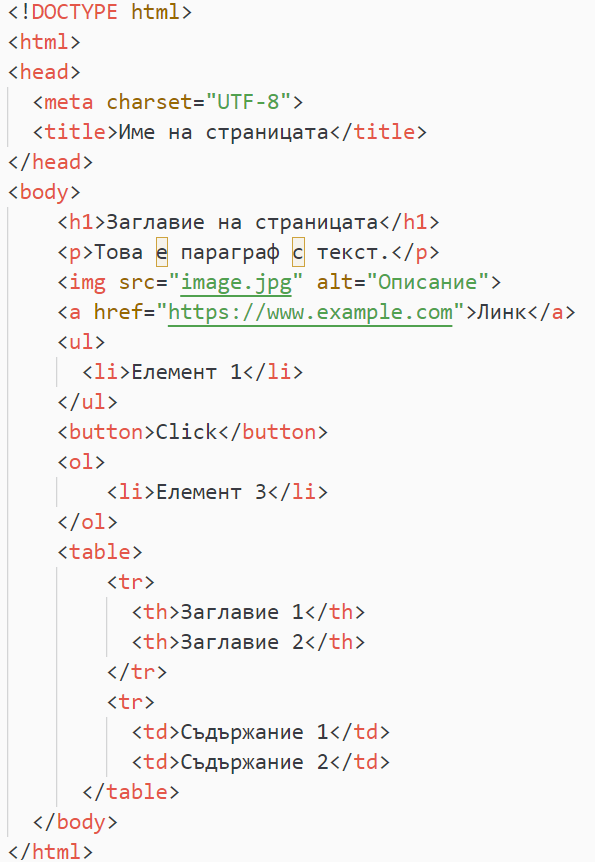 <!DOCTYPE html>
<html>
<head>
<meta charset="UTF-8">
<title>Име на страницата</title>
</head>
<body>
<h1>Заглавие на страницата</h1>
<p>Това е параграф с текст.</p>
<img src="image.jpg" alt="Описание">
<a href="https://www.example.com">Линк</a>
<ul>
<li>Елемент 1</li>
</ul>
<button>Click</button>
<ol>
<li>Елемент 3</li>
</ol>
<table>
<tr>
<th>Заглавие 1</th>
<th>Заглавие 2</th>
</tr>
<tr>
<td>Съдържание 1</td>
<td>Съдържание 2</td>
</table>
</body>
</html>